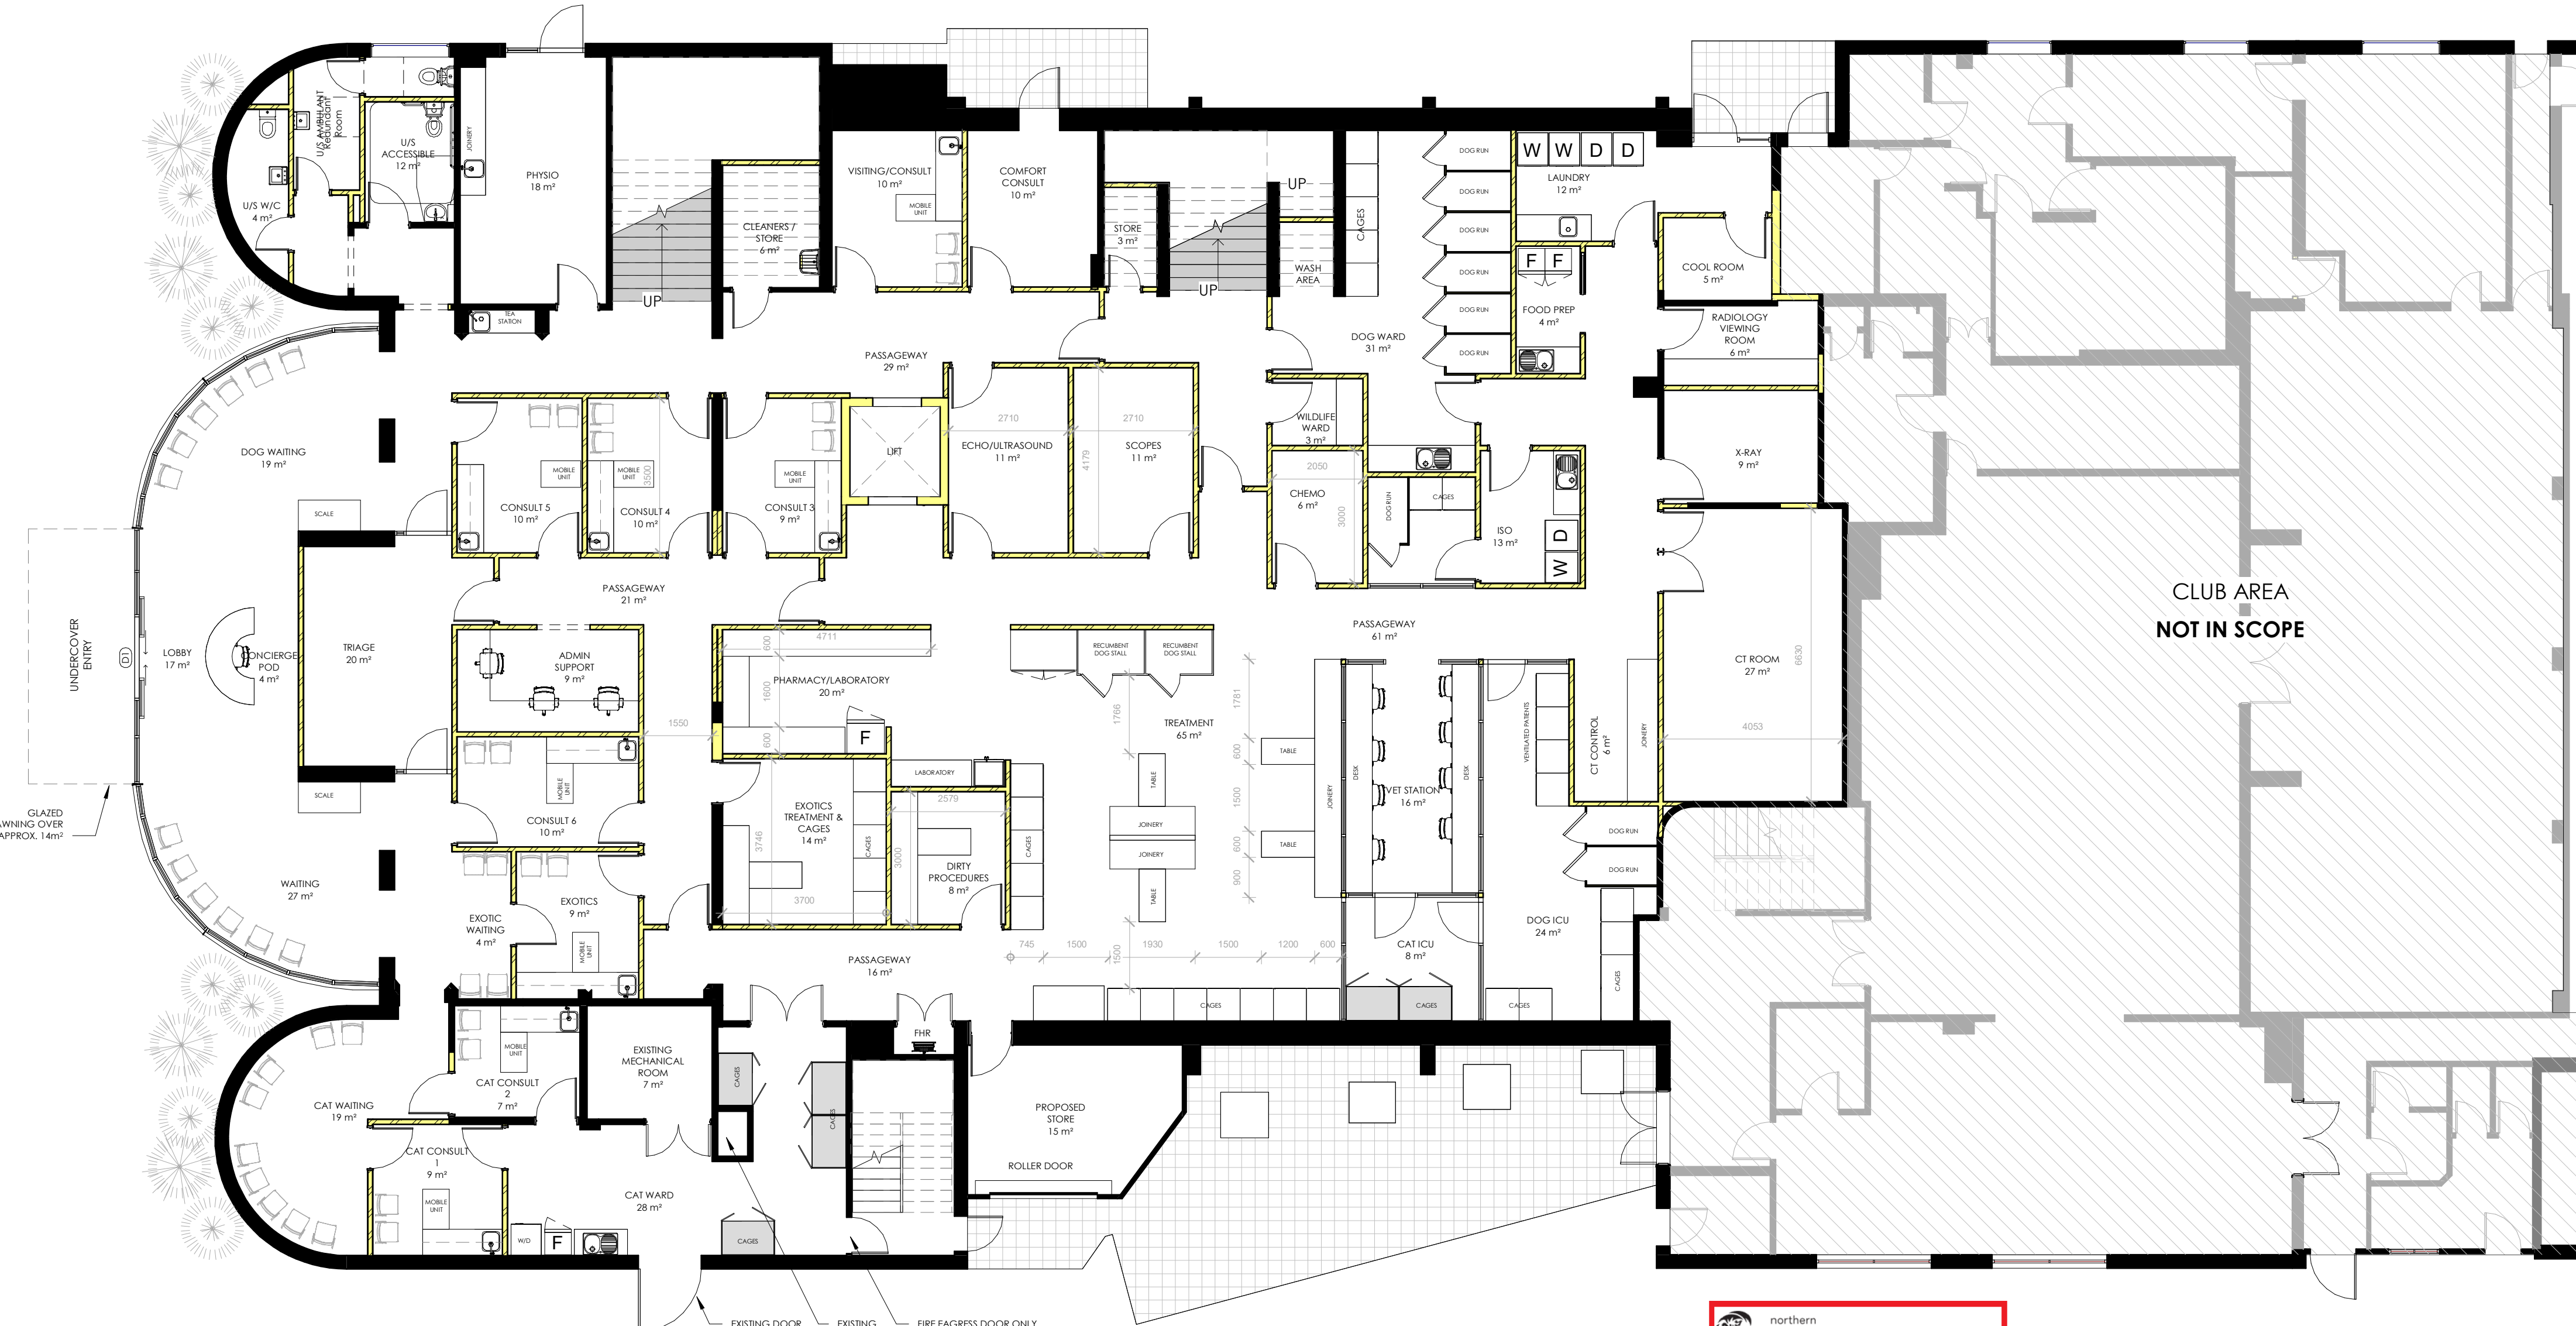 U/S AMBULANT
Redundant
Room
U/S
ACCESSIBLE
12 m²
U/S W/C
4 m²
JOINERY
PHYSIO
18 m²
UP
CLEANERS /
STORE
6 m²
VISITING/CONSULT
10 m²
MOBILE
UNIT
COMFORT
CONSULT
10 m²
STORE
3 m²
UP
UP
WASH
AREA
CAGES
DOG RUN
DOG RUN
DOG RUN
DOG RUN
DOG RUN
DOG RUN
DOG WARD
31 m²
W W D D
LAUNDRY
12 m²
F F
FOOD PREP
4 m²
COOL ROOM
5 m²
RADIOLOGY
VIEWING
ROOM
6 m²
X-RAY
9 m²
TEA
STATION
PASSAGEWAY
29 m²
DOG WAITING
19 m²
SCALE
MOBILE
UNIT
CONSULT 5
10 m²
MOBILE
UNIT
3500
CONSULT 4
10 m²
MOBILE
UNIT
CONSULT 3
9 m²
LIFT
2710
ECHO/ULTRASOUND
11 m²
2710
4179
SCOPES
11 m²
WILDLIFE
WARD
3 m²
2050
CHEMO
6 m²
3000
DOG RUN
CAGES
ISO
13 m²
D
W
UNDERCOVER
ENTRY
D1
LOBBY
17 m²
CONCIERGE
POD
4 m²
TRIAGE
20 m²
PASSAGEWAY
21 m²
ADMIN
SUPPORT
9 m²
1550
4711
600
1600
600
PHARMACY/LABORATORY
20 m²
F
RECUMBENT
DOG STALL
RECUMBENT
DOG STALL
1766
TREATMENT
65 m²
PASSAGEWAY
61 m²
1781
600
1500
600
900
TABLE
TABLE
TABLE
TABLE
JOINERY
JOINERY
JOINERY
DESK
VET STATION
16 m²
DESK
VENTILATED PATIENTS
CT CONTROL
6 m²
JOINERY
CT ROOM
27 m²
6630
4053
CLUB AREA
NOT IN SCOPE
GLAZED
AWNING OVER
APPROX. 14m²
SCALE
MOBILE
UNIT
CONSULT 6
10 m²
WAITING
27 m²
EXOTIC
WAITING
4 m²
EXOTICS
9 m²
MOBILE
UNIT
EXOTICS
TREATMENT &
CAGES
14 m²
3746
3700
CAGES
LABORATORY
2579
3000
DIRTY
PROCEDURES
8 m²
CAGES
DOG RUN
DOG RUN
DOG ICU
24 m²
CAGES
CAT ICU
8 m²
CAGES
CAGES
745
1500
1930
1500
1200
600
1500
CAGES
PASSAGEWAY
16 m²
FHR
CAT WAITING
19 m²
MOBILE
UNIT
CAT CONSULT
2
7 m²
EXISTING
MECHANICAL
ROOM
7 m²
CAGES
CAGES
CAT CONSULT
1
9 m²
MOBILE
UNIT
W/D
F
CAT WARD
28 m²
CAGES
PROPOSED
STORE
15 m²
ROLLER DOOR
EXISTING DOOR
EXISTING
FIRE EAGRESS DOOR ONLY
northern